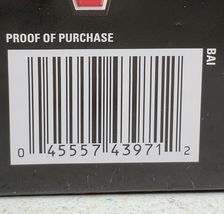 PROOF OF PURCHASE
BAI
0 45557 43971 2